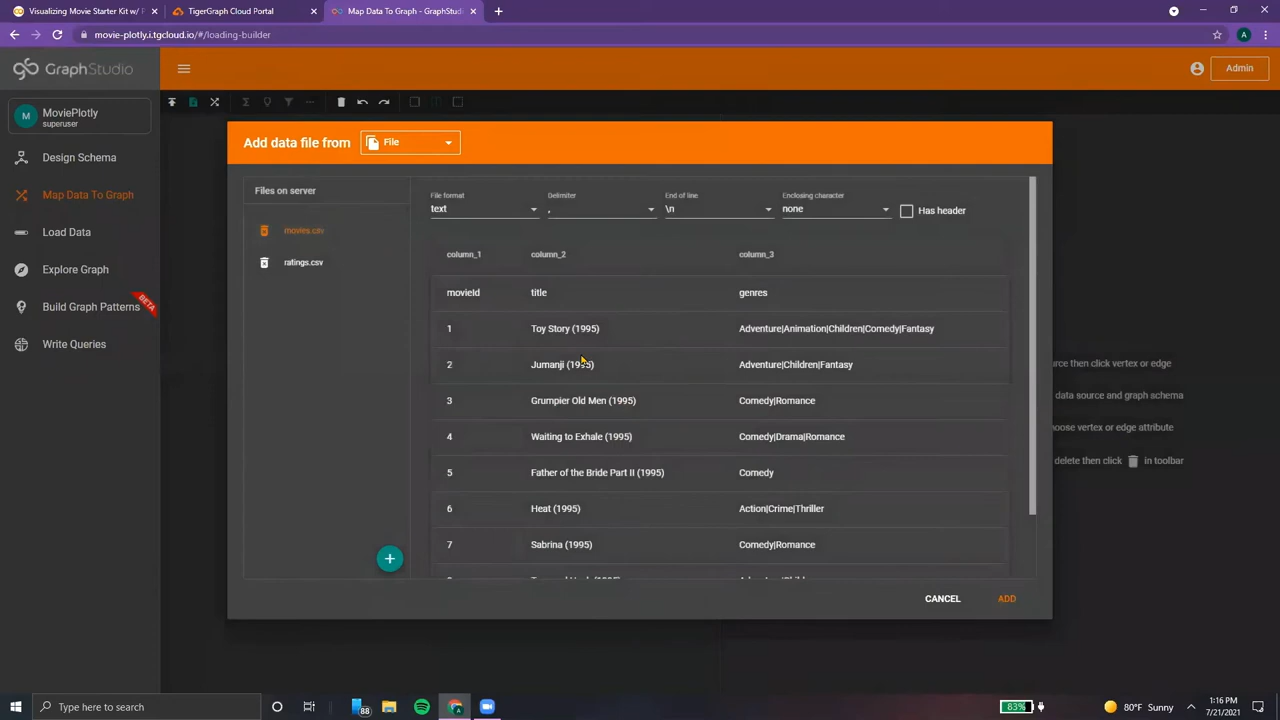 Visualizing Movie Starter Kit w/ P
TigerGraph Cloud Portal
Map Data To Graph - GraphStudio
movie-plotly.i.tgcloud.io/#/loading-builder
A
GraphStudio
Admin
M
MoviePlotly
superuser
Design Schema
Map Data To Graph
Load Data
Explore Graph
Build Graph Patterns
BETA
Write Queries
Add data file from
File
Files on server
movies.csv
ratings.csv
File format
Delimiter
End of line
Enclosing character
text
,
\n
none
Has header
column_1
column_2
column_3
movieId
title
genres
1
Toy Story (1995)
Adventure|Animation|Children|Comedy|Fantasy
2
Jumanji (1995)
Adventure|Children|Fantasy
3
Grumpier Old Men (1995)
Comedy|Romance
4
Waiting to Exhale (1995)
Comedy|Drama|Romance
5
Father of the Bride Part II (1995)
Comedy
6
Heat (1995)
Action|Crime|Thriller
7
Sabrina (1995)
Comedy|Romance
CANCEL
ADD
urce then click vertex or edge
data source and graph schema
hoose vertex or edge attribute
delete then click in toolbar
Type here to search
88
83%
80°F Sunny
1:16 PM
7/21/2021